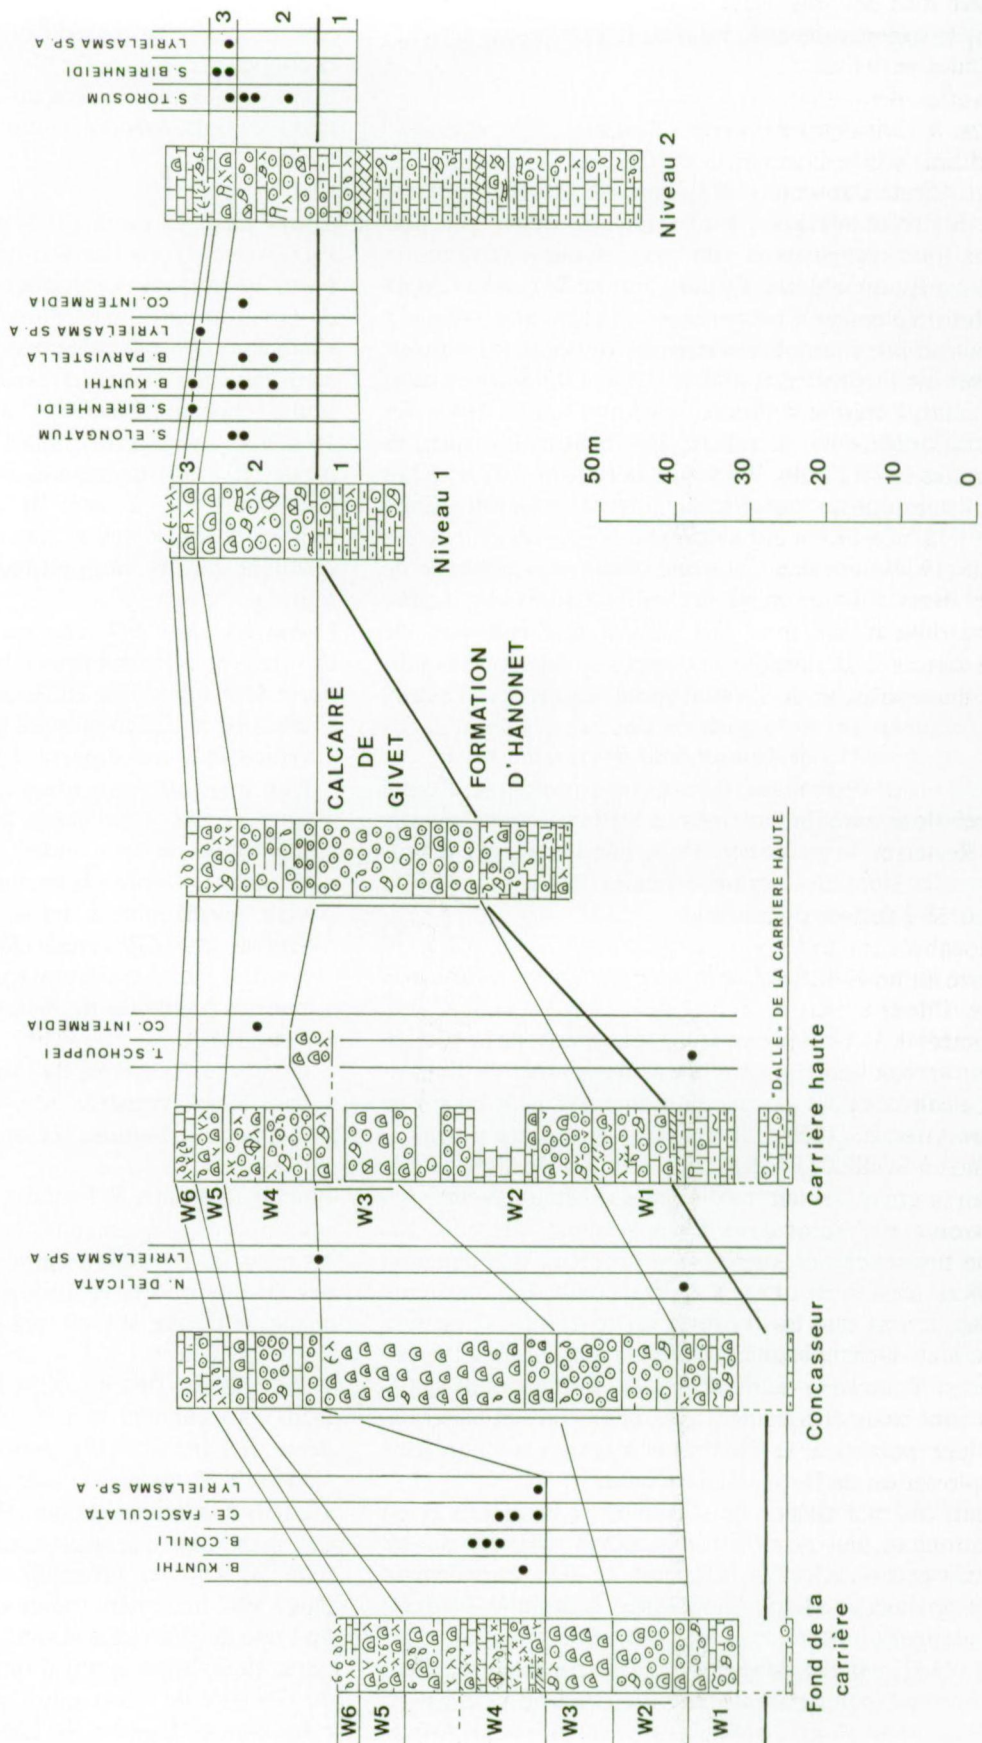 Fond de la
carrière
W6
W5
W4
W3
W2
W1
B. KUNTHI
B. CONILI
CE. FASCICULATA
LYRIELASMA SP. A
Concasseur
N. DELICATA
LYRIELASMA SP. A
Carrière haute
W6
W5
W4
W3
W2
W1
T. SCHOUPPEI
CO. INTERMEDIA
"DALLE" DE LA CARRIERE HAUTE
CALCAIRE
DE
GIVET
FORMATION
D'HANONET
Niveau 1
3
2
1
S. ELONGATUM
S. BIRENHEIDI
B. KUNTHI
B. PARVISTELLA
LYRIELASMA SP. A
CO. INTERMEDIA
50m
40
30
20
10
0
Niveau 2
S. TOROSUM
S. BIRENHEIDI
LYRIELASMA SP. A
3
2
1